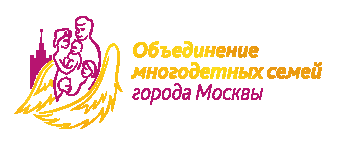 Объединение
многодетных семей
города Москвы